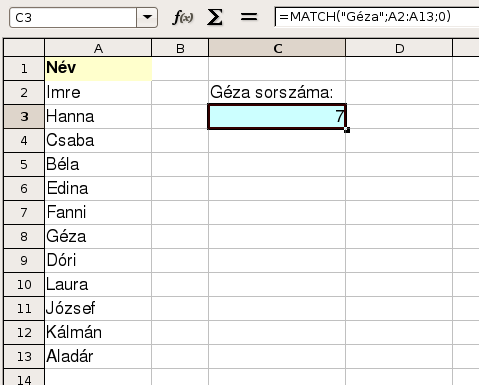 C3 f(x) Σ = =MATCH("Géza";A2:A13;0)
A B C D
1 Név
2 Imre Géza sorszáma:
3 Hanna 7
4 Csaba
5 Béla
6 Edina
7 Fanni
8 Géza
9 Dóri
10 Laura
11 József
12 Kálmán
13 Aladár
14